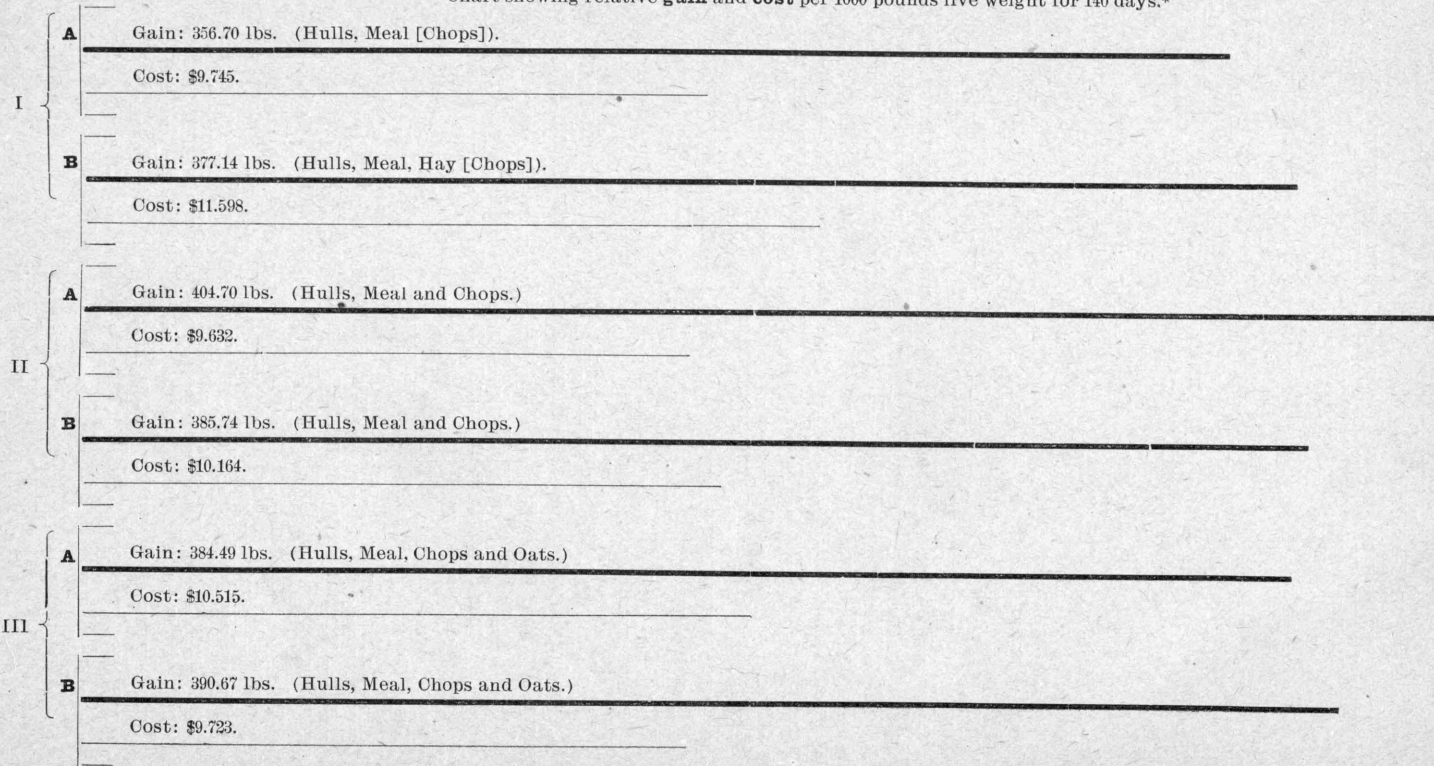 Chart showing relative gain and cost per 1000 pounds live weight for 140 days.*
A Gain: 356.70 lbs. (Hulls, Meal [Chops]).
Cost: $9.745.
I
B Gain: 377.14 lbs. (Hulls, Meal, Hay [Chops]).
Cost: $11.598.
A Gain: 404.70 lbs. (Hulls, Meal and Chops.)
Cost: $9.632.
II
B Gain: 385.74 lbs. (Hulls, Meal and Chops.)
Cost: $10.164.
A Gain: 384.49 lbs. (Hulls, Meal, Chops and Oats.)
Cost: $10.515.
III
B Gain: 390.67 lbs. (Hulls, Meal, Chops and Oats.)
Cost: $9.723.